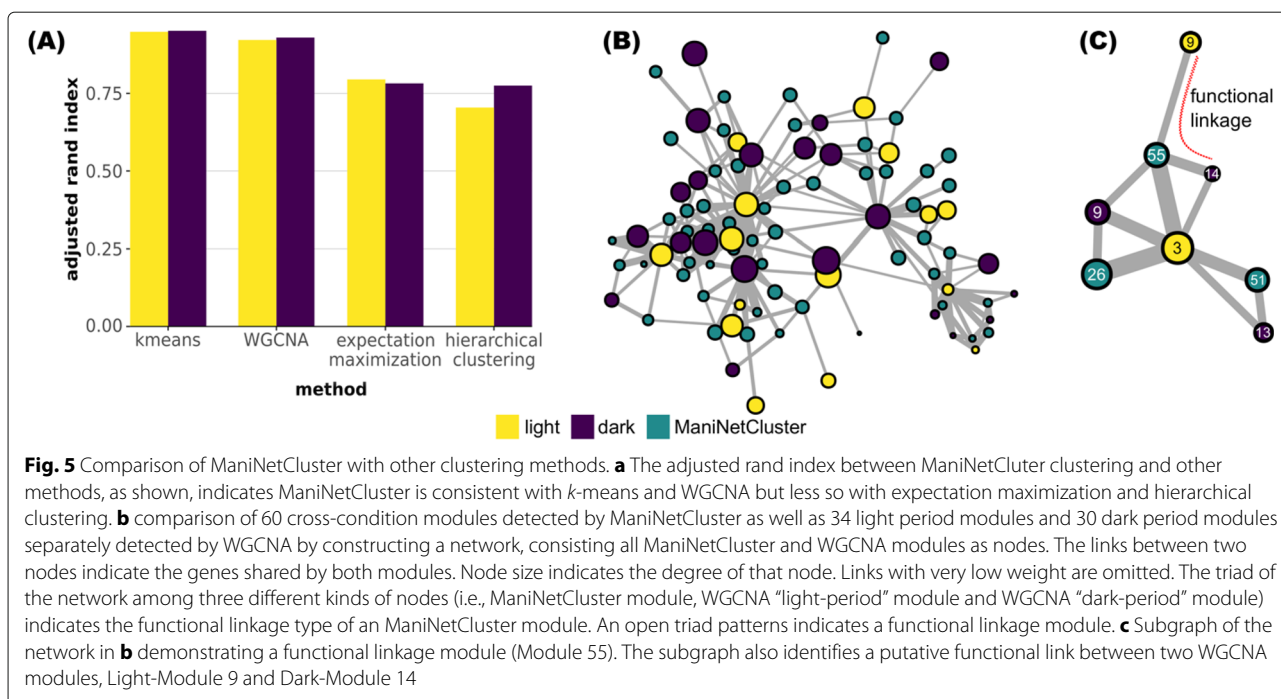 (A)
adjusted rand index
0.75
0.50
0.25
0.00
kmeans
WGCNA
expectation
maximization
hierarchical
clustering
method
(B)
(C)
9
functional
linkage
55
14
9
3
26
51
13
light
dark
ManiNetCluster
Fig. 5 Comparison of ManiNetCluster with other clustering methods. a The adjusted rand index between ManiNetCluter clustering and other
methods, as shown, indicates ManiNetCluster is consistent with k-means and WGCNA but less so with expectation maximization and hierarchical
clustering. b comparison of 60 cross-condition modules detected by ManiNetCluster as well as 34 light period modules and 30 dark period modules
separately detected by WGCNA by constructing a network, consisting all ManiNetCluster and WGCNA modules as nodes. The links between two
nodes indicate the genes shared by both modules. Node size indicates the degree of that node. Links with very low weight are omitted. The triad of
the network among three different kinds of nodes (i.e., ManiNetCluster module, WGCNA “light-period” module and WGCNA “dark-period” module)
indicates the functional linkage type of an ManiNetCluster module. An open triad patterns indicates a functional linkage module. c Subgraph of the
network in b demonstrating a functional linkage module (Module 55). The subgraph also identifies a putative functional link between two WGCNA
modules, Light-Module 9 and Dark-Module 14